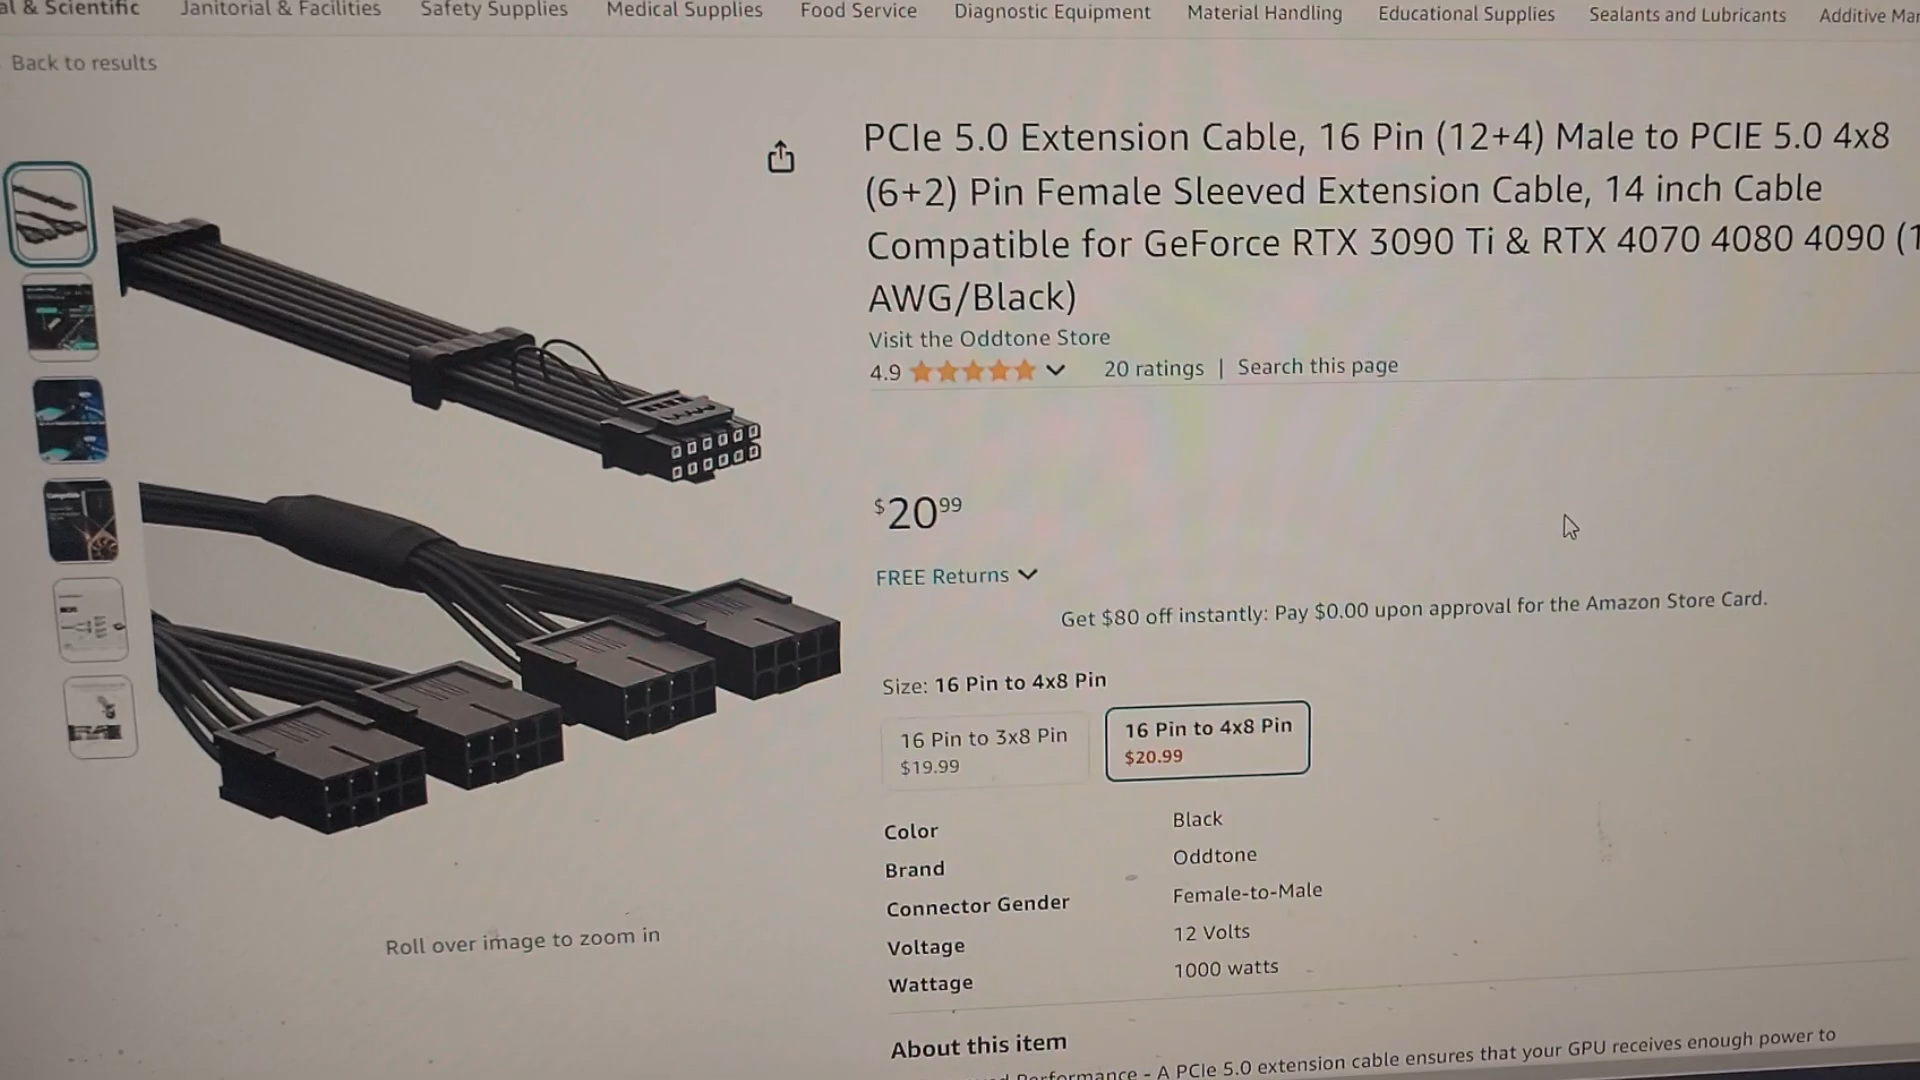 al & Scientific Janitorial & Facilities Safety Supplies Medical Supplies Food Service Diagnostic Equipment Material Handling Educational Supplies Sealants and Lubricants Additive Mar
Back to results
PCIe 5.0 Extension Cable, 16 Pin (12+4) Male to PCIE 5.0 4x8
(6+2) Pin Female Sleeved Extension Cable, 14 inch Cable
Compatible for GeForce RTX 3090 Ti & RTX 4070 4080 4090 (1
AWG/Black)
Visit the Oddtone Store
4.9 20 ratings | Search this page
$20 99
FREE Returns
Get $80 off instantly: Pay $0.00 upon approval for the Amazon Store Card.
Size: 16 Pin to 4x8 Pin
16 Pin to 3x8 Pin
$19.99
16 Pin to 4x8 Pin
$20.99
Color Black
Brand Oddtone
Connector Gender Female-to-Male
Voltage 12 Volts
Wattage 1000 watts
Roll over image to zoom in
About this item
Performance - A PCIe 5.0 extension cable ensures that your GPU receives enough power to